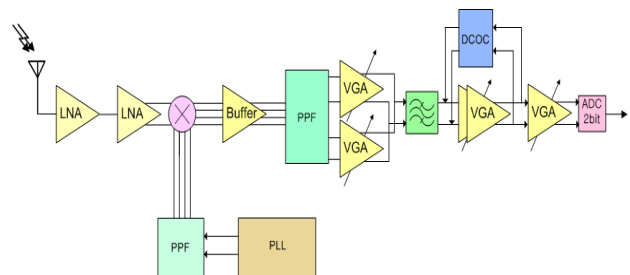 LNA
LNA
Buffer
PPF
VGA
VGA
DCOC
VGA
VGA
ADC
2bit
PPF
PLL